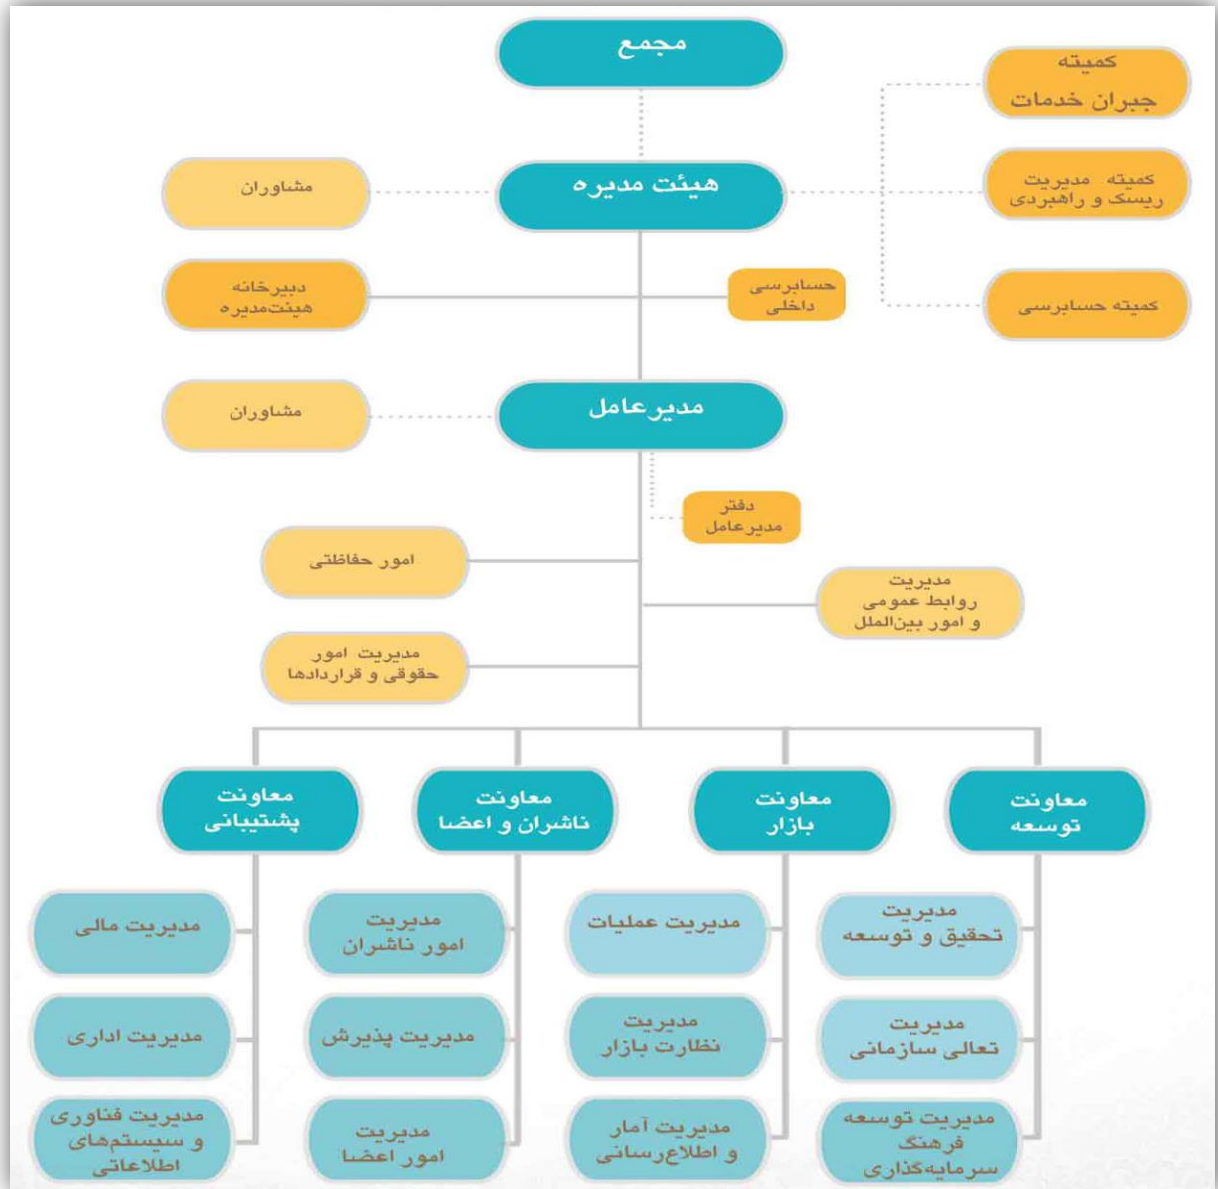 مجمع
کمیته
جبران خدمات
هیئت مدیره
مشاوران
کمیته مدیریت
ریسک و راهبردی
حسابرسی
داخلی
دبیرخانه
هیئت‌مدیره
کمیته حسابرسی
مدیرعامل
مشاوران
دفتر
مدیرعامل
امور حفاظتی
مدیریت
روابط عمومی
و امور بین‌الملل
مدیریت امور
حقوقی و قراردادها
معاونت
توسعه
معاونت
بازار
معاونت
ناشران و اعضا
معاونت
پشتیبانی
مدیریت
تحقیق و توسعه
مدیریت عملیات
مدیریت
امور ناشران
مدیریت مالی
مدیریت
تعالی سازمانی
مدیریت
نظارت بازار
مدیریت پذیرش
مدیریت اداری
مدیریت توسعه
فرهنگ
سرمایه‌گذاری
مدیریت آمار
و اطلاع‌رسانی
مدیریت
امور اعضا
مدیریت فناوری
و سیستم‌های
اطلاعاتی